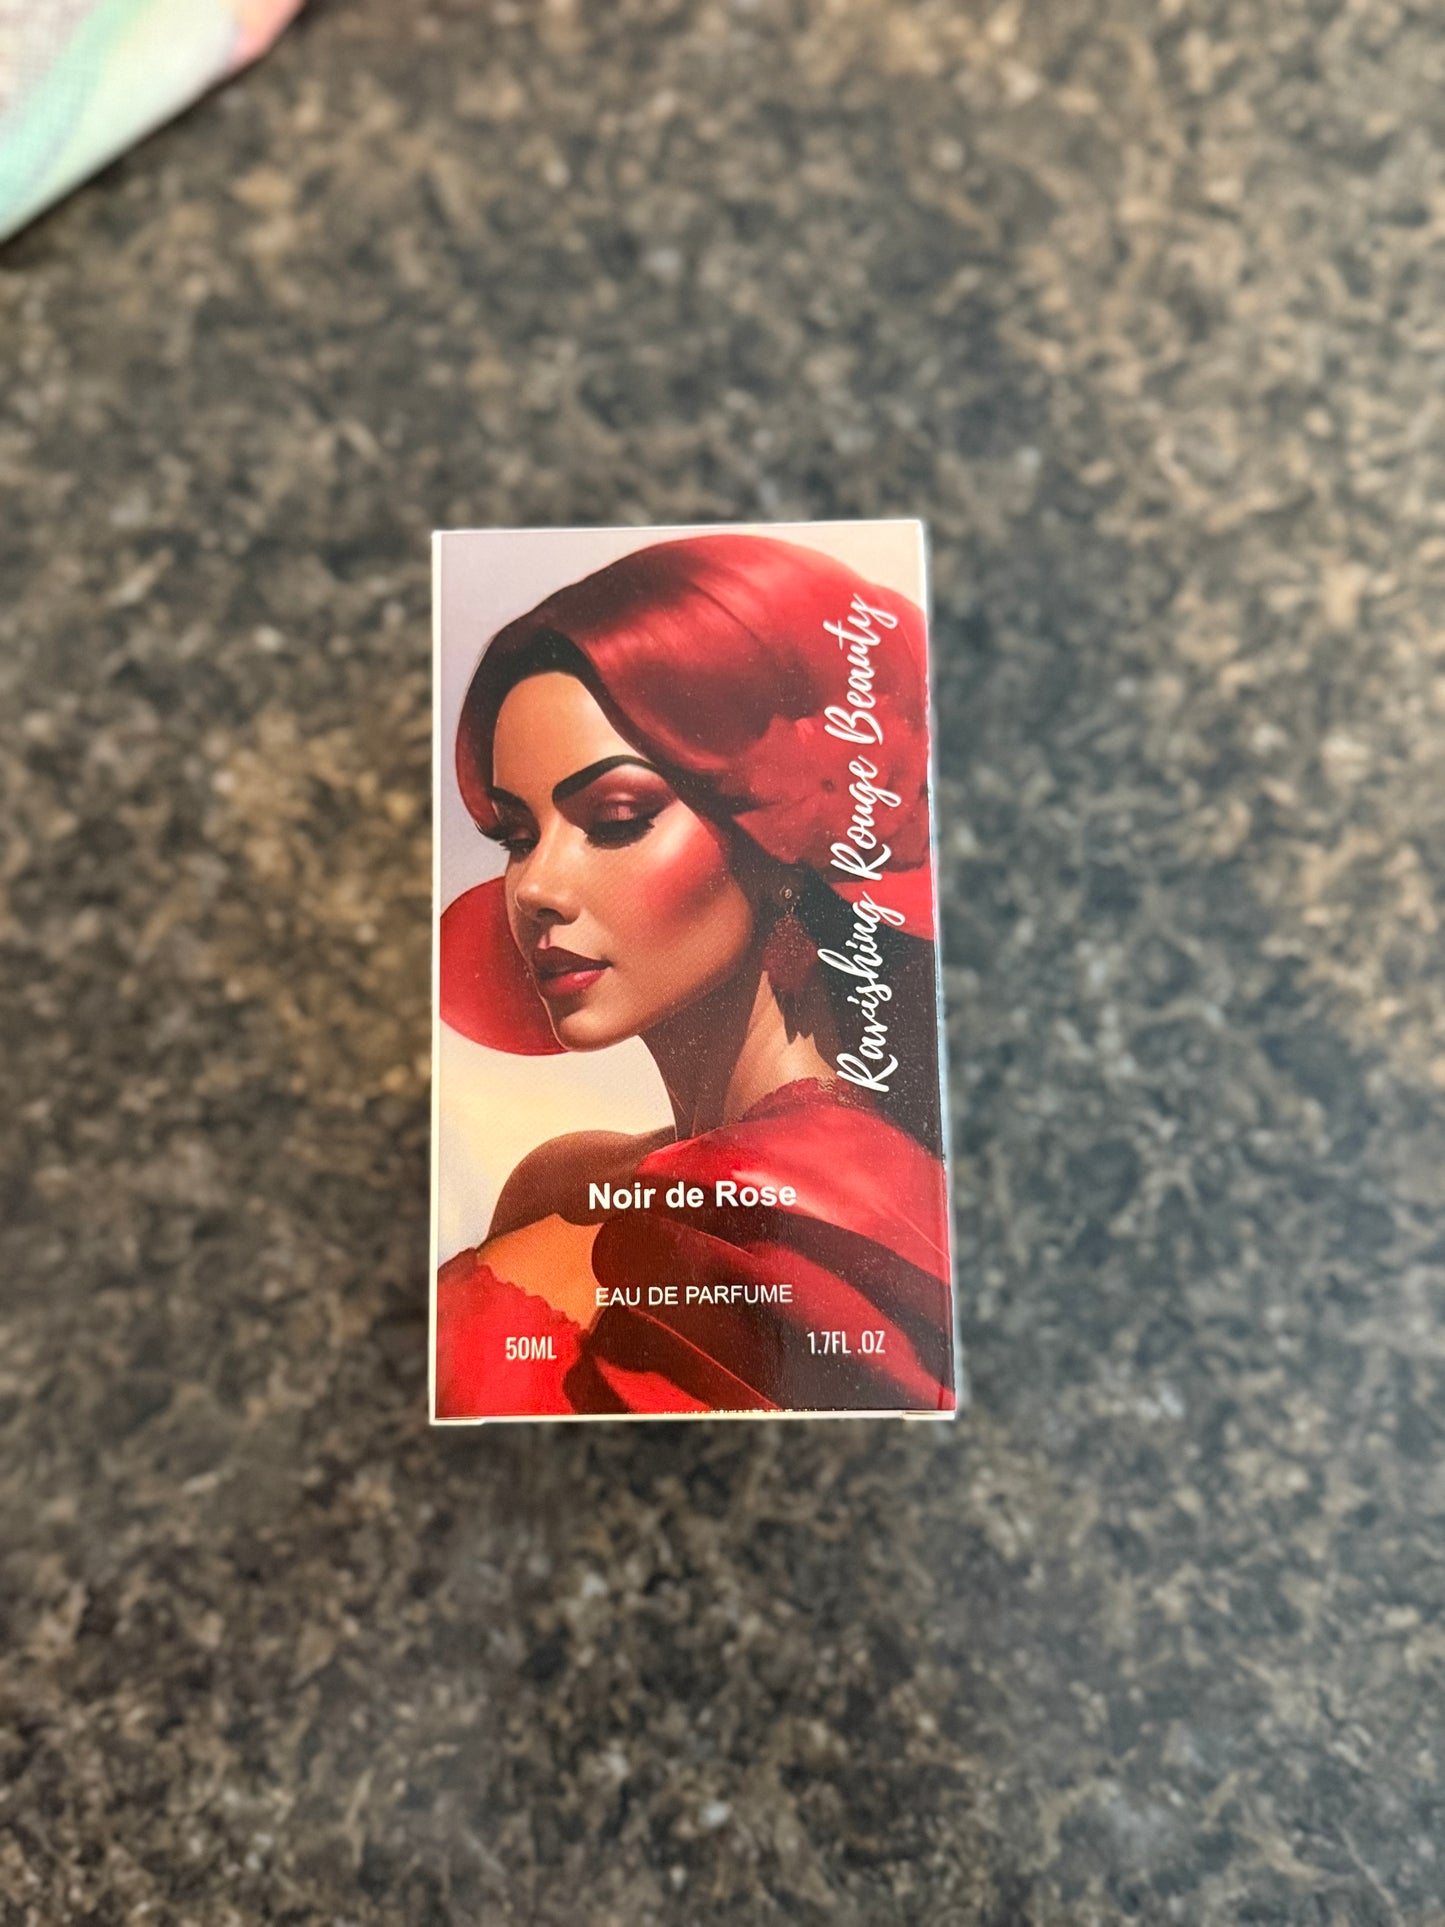 Ravishing Rouge Beauty
Noir de Rose
EAU DE PARFUME
50ML
1.7FL .OZ